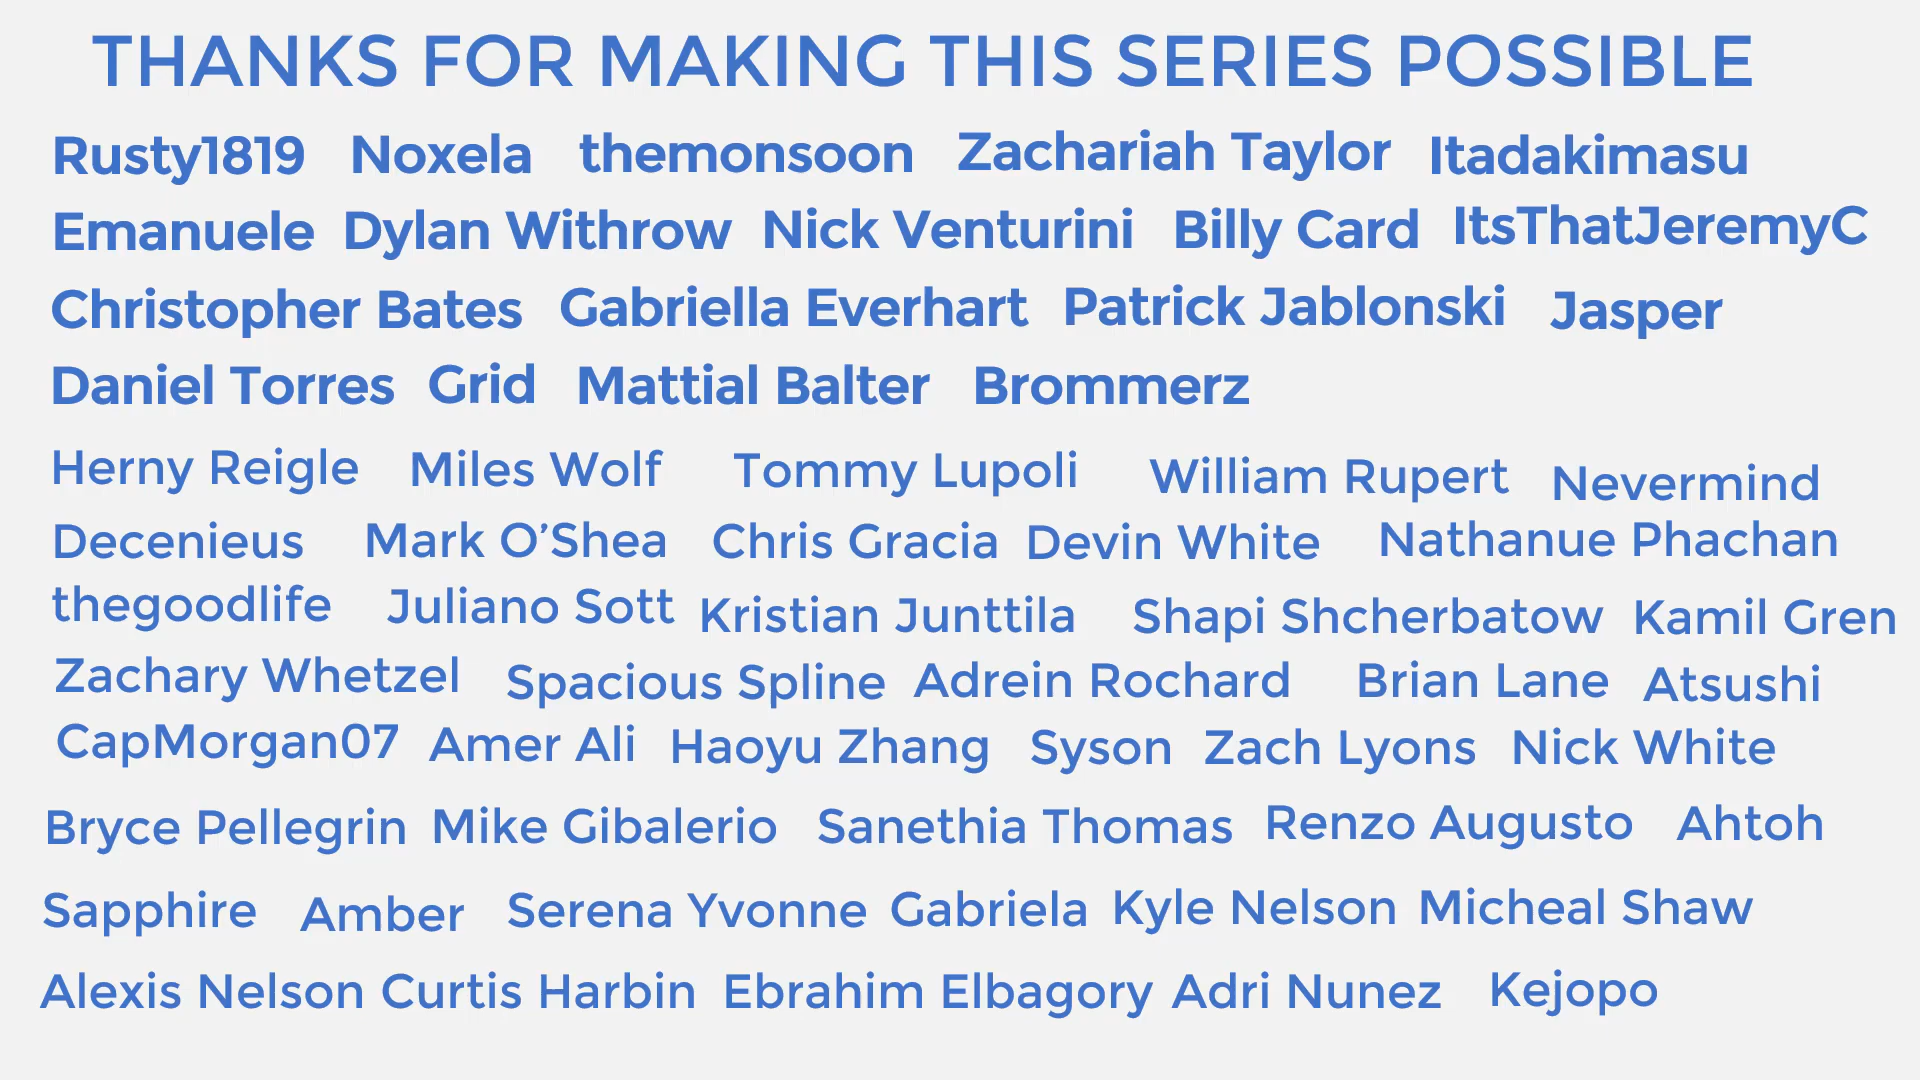 THANKS FOR MAKING THIS SERIES POSSIBLE
Rusty1819 Noxela themonsoon Zachariah Taylor Itadakimasu
Emanuele Dylan Withrow Nick Venturini Billy Card ItsThatJeremyC
Christopher Bates Gabriella Everhart Patrick Jablonski Jasper
Daniel Torres Grid Mattial Balter Brommerz
Herny Reigle Miles Wolf Tommy Lupoli William Rupert Nevermind
Decenieus Mark O’Shea Chris Gracia Devin White Nathanue Phachan
thegoodlife Juliano Sott Kristian Junttila Shapi Shcherbatow Kamil Gren
Zachary Whetzel Spacious Spline Adrein Rochard Brian Lane Atsushi
CapMorgan07 Amer Ali Haoyu Zhang Syson Zach Lyons Nick White
Bryce Pellegrin Mike Gibalerio Sanethia Thomas Renzo Augusto Ahtoh
Sapphire Amber Serena Yvonne Gabriela Kyle Nelson Micheal Shaw
Alexis Nelson Curtis Harbin Ebrahim Elbagory Adri Nunez Kejopo